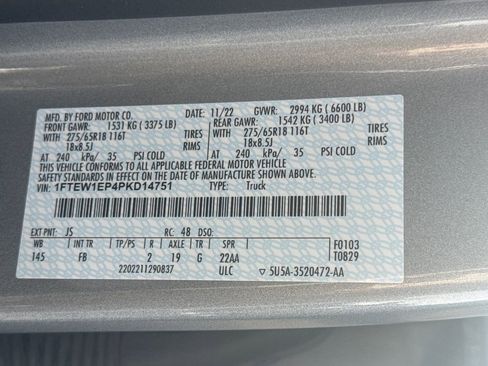 MFD. BY FORD MOTOR CO. DATE: 11/22 GVWR: 2994 KG ( 6600 LB)
FRONT GAWR: 1531 KG ( 3375 LB) REAR GAWR: 1542 KG ( 3400 LB)
WITH 275/65R18 116T TIRES WITH 275/65R18 116T TIRES
18x8.5J RIMS 18x8.5J RIMS
AT 240 kPa/ 35 PSI COLD AT 240 kPa/ 35 PSI COLD
THIS VEHICLE CONFORMS TO ALL APPLICABLE FEDERAL MOTOR VEHICLE
SAFETY STANDARDS IN EFFECT ON THE DATE OF MANUFACTURE SHOWN ABOVE.
VIN: 1FTEW1EP4PKD14751 TYPE: Truck
EXT PNT: JS RC: 48 DSO: F0103
WB INT TR TP/PS R AXLE TR SPR T0829
145 FB 2 19 G 22AA
2202211290837 ULC 5U5A-3520472-AA